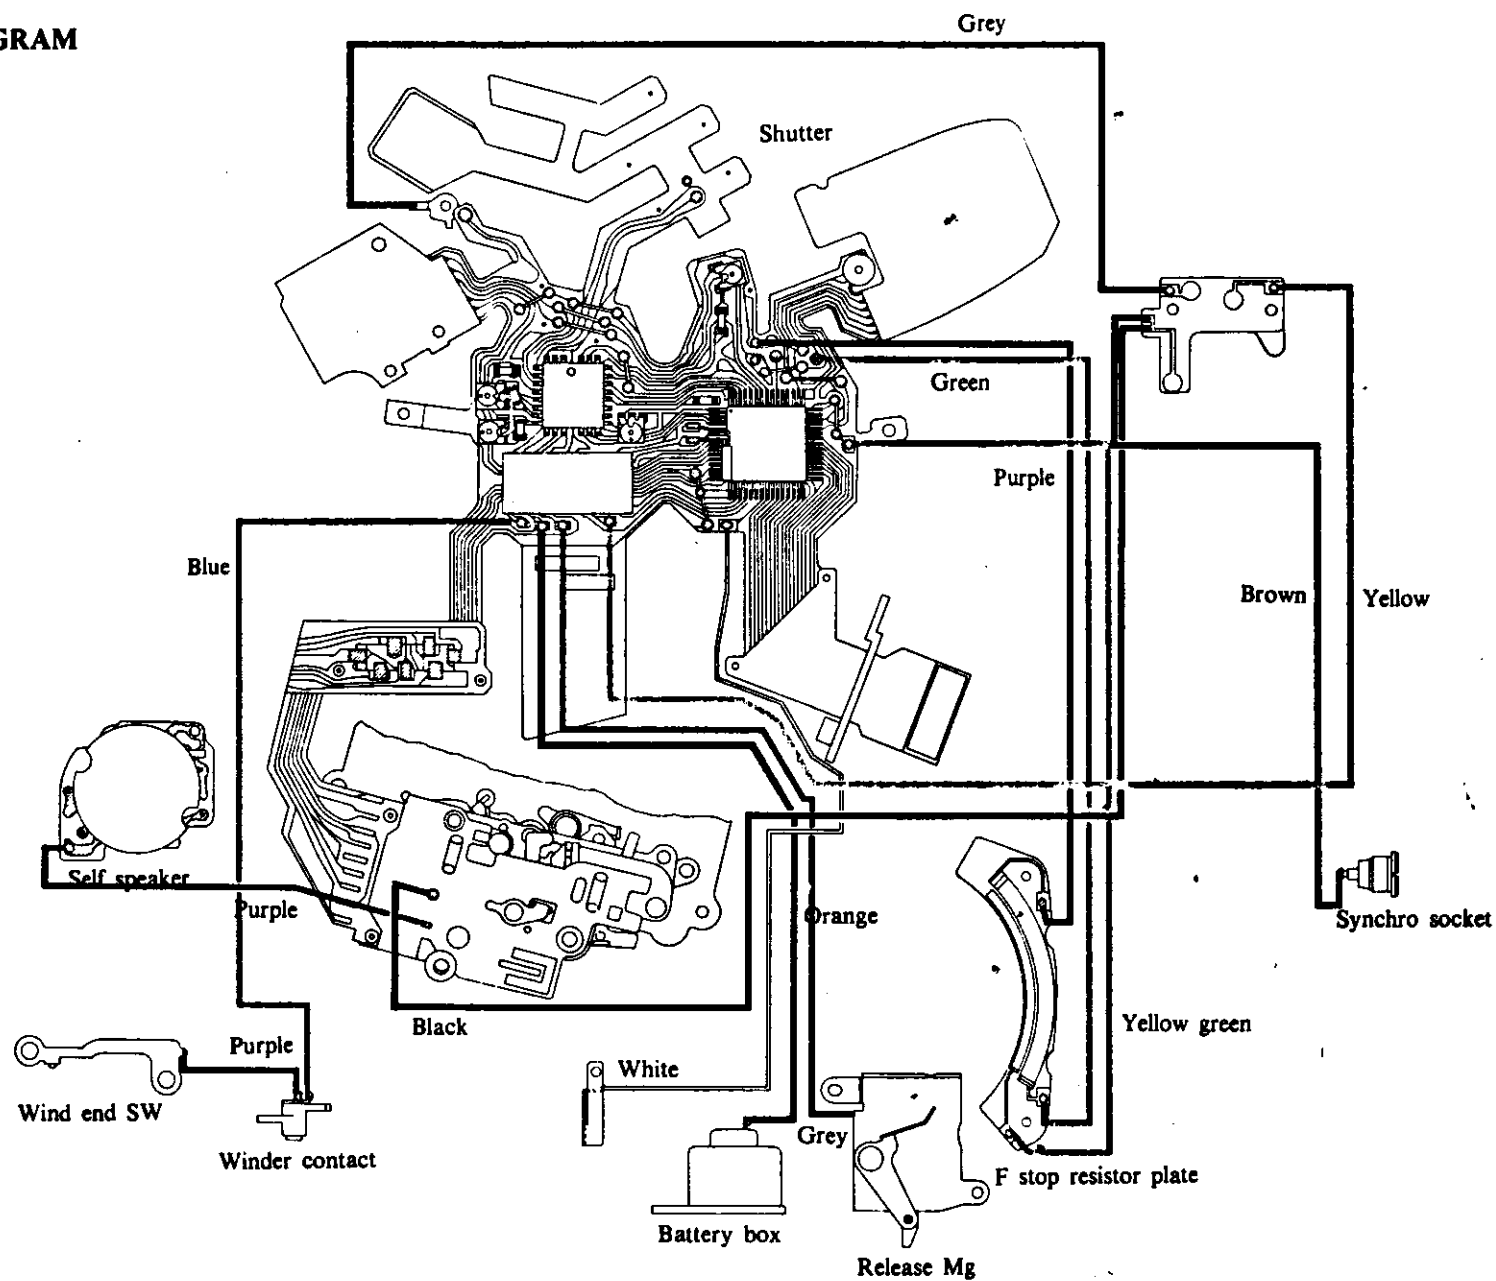 GRAM
Grey
Shutter
Green
Purple
Blue
Brown
Yellow
Self speaker
Purple
Orange
Synchro socket
Black
Yellow green
Purple
White
Wind end SW
Grey
Winder contact
F stop resistor plate
Battery box
Release Mg